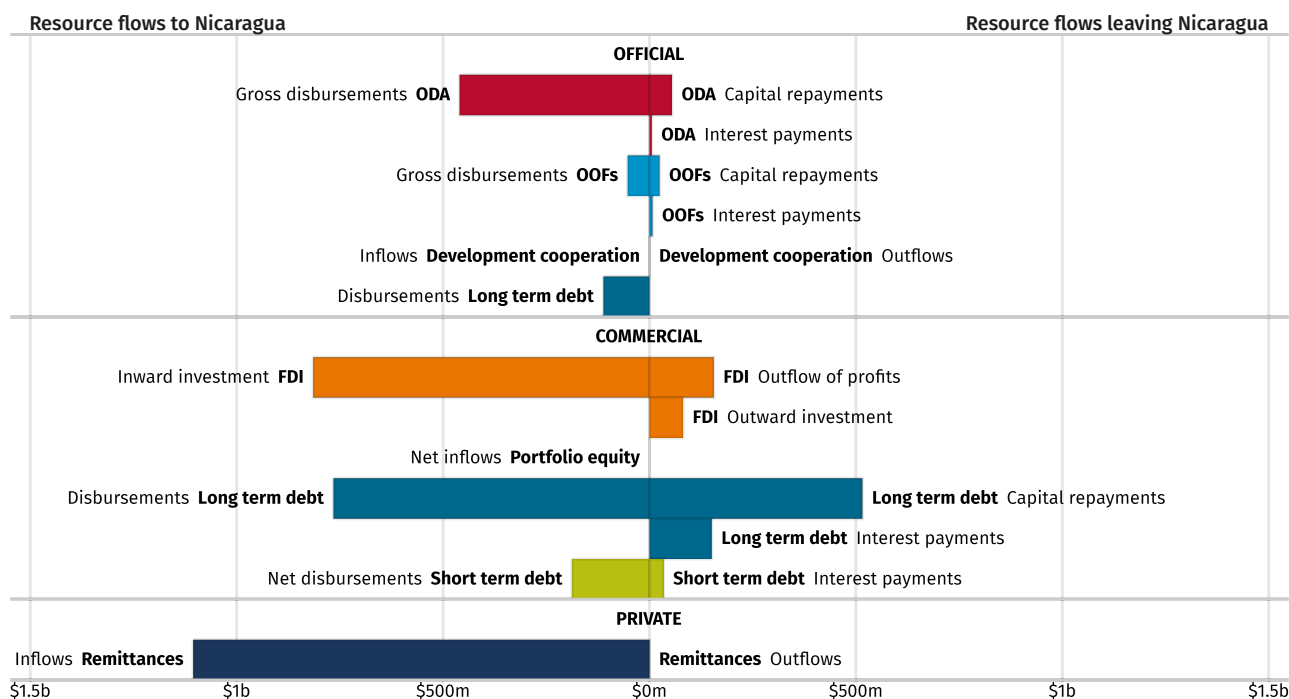 Resource flows to Nicaragua Resource flows leaving Nicaragua
OFFICIAL
Gross disbursements ODA ODA Capital repayments
ODA Interest payments
Gross disbursements OOFs OOFs Capital repayments
OOFs Interest payments
Inflows Development cooperation Development cooperation Outflows
Disbursements Long term debt
COMMERCIAL
Inward investment FDI FDI Outflow of profits
FDI Outward investment
Net inflows Portfolio equity
Disbursements Long term debt Long term debt Capital repayments
Long term debt Interest payments
Net disbursements Short term debt Short term debt Interest payments
PRIVATE
Inflows Remittances Remittances Outflows
$1.5b $1b $500m $0m $500m $1b $1.5b